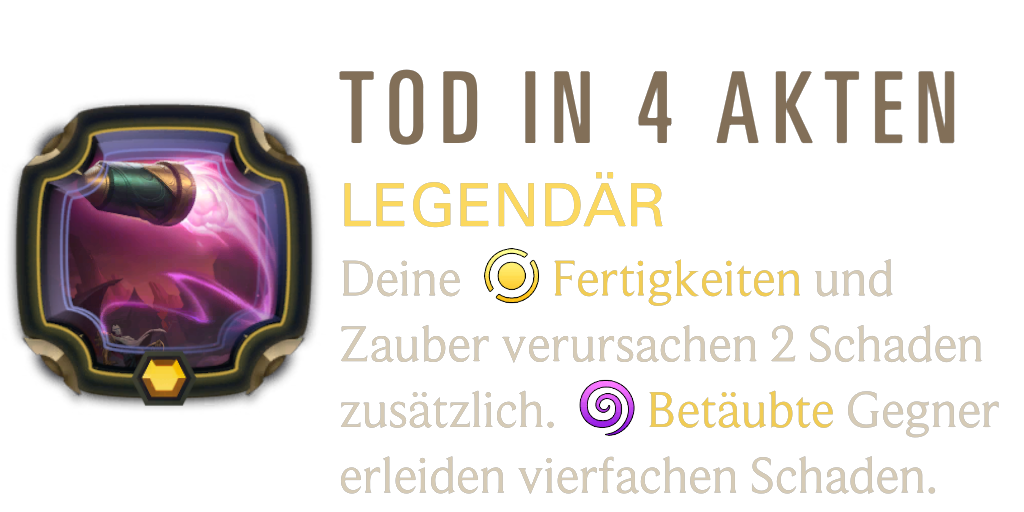 TOD IN 4 AKTEN
LEGENDÄR
Deine Fertigkeiten und
Zauber verursachen 2 Schaden
zusätzlich. Betäubte Gegner
erleiden vierfachen Schaden.